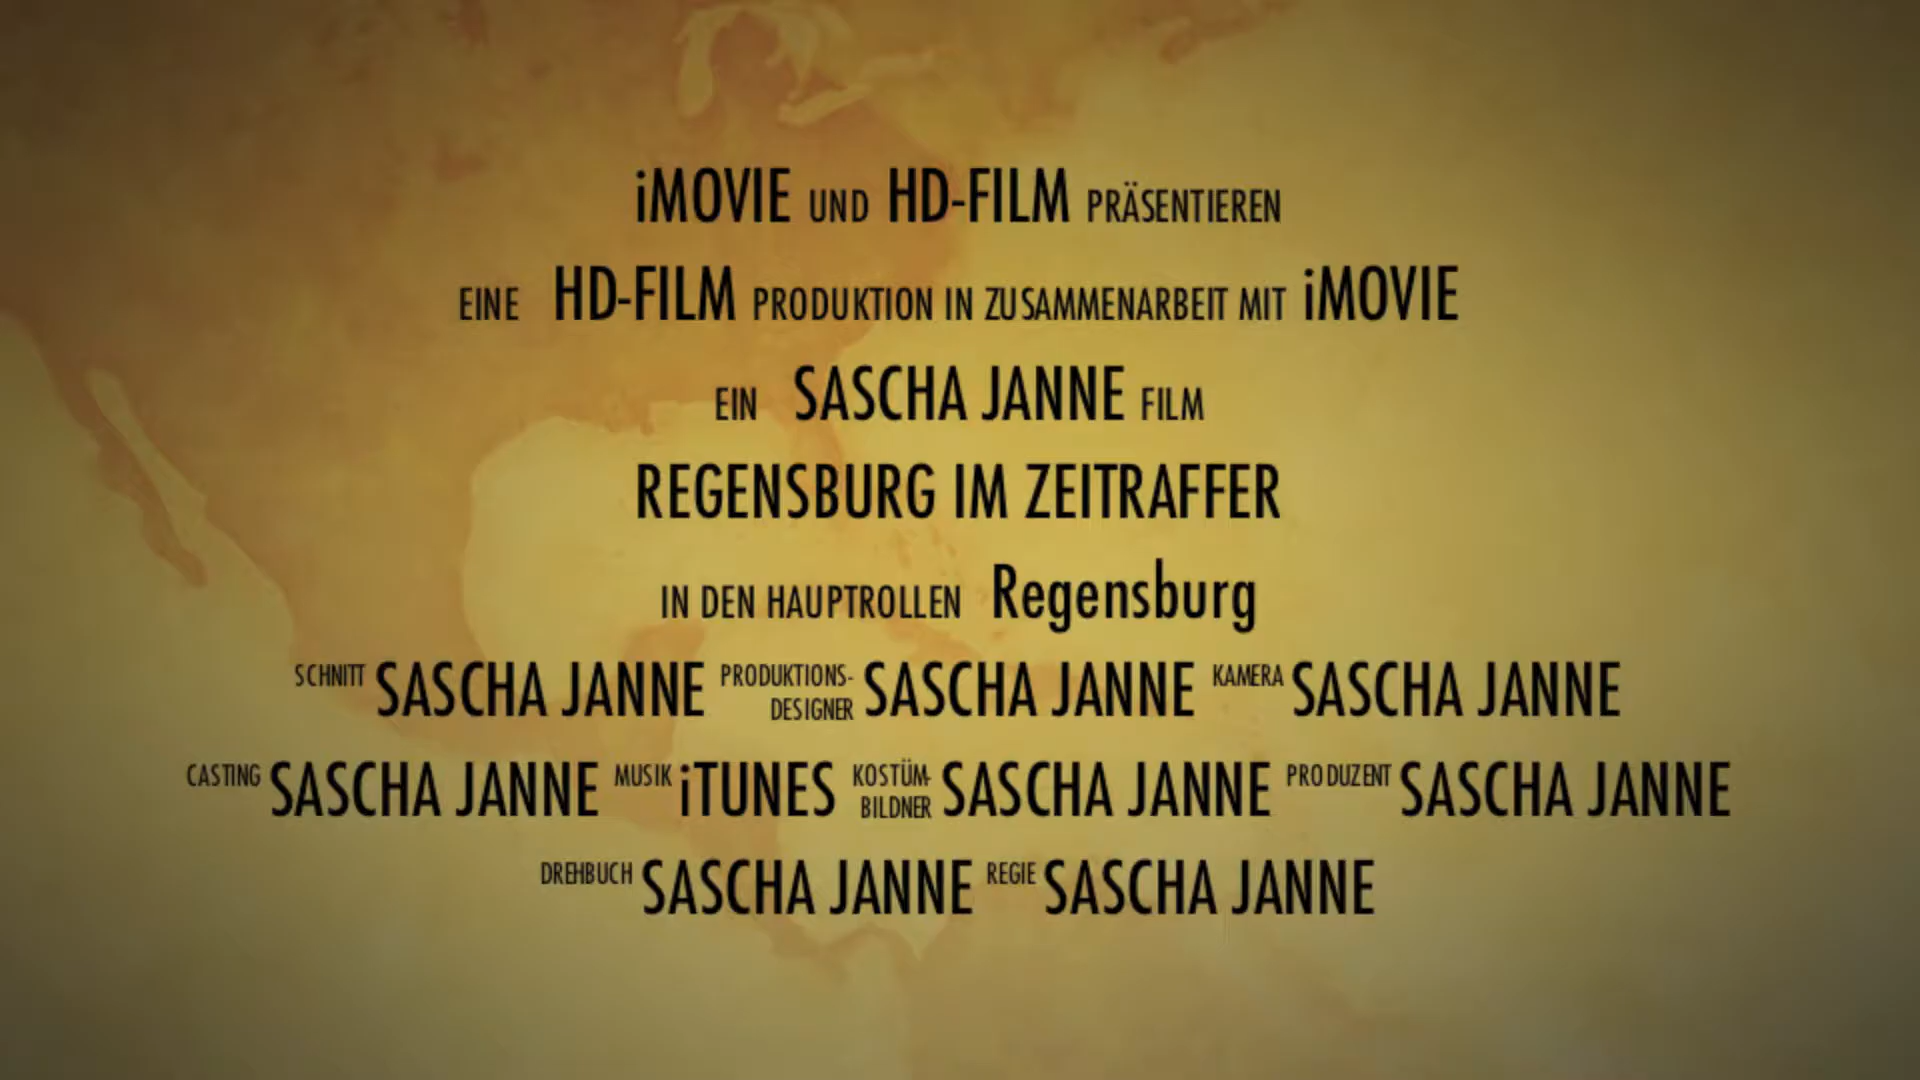 iMOVIE UND HD-FILM PRÄSENTIEREN
EINE HD-FILM PRODUKTION IN ZUSAMMENARBEIT MIT iMOVIE
EIN SASCHA JANNE FILM
REGENSBURG IM ZEITRAFFER
IN DEN HAUPTROLLEN Regensburg
SCHNITT SASCHA JANNE PRODUKTIONS-DESIGNER SASCHA JANNE KAMERA SASCHA JANNE
CASTING SASCHA JANNE MUSIK iTUNES KOSTÜM-BILDNER SASCHA JANNE PRODUZENT SASCHA JANNE
DREHBUCH SASCHA JANNE REGIE SASCHA JANNE